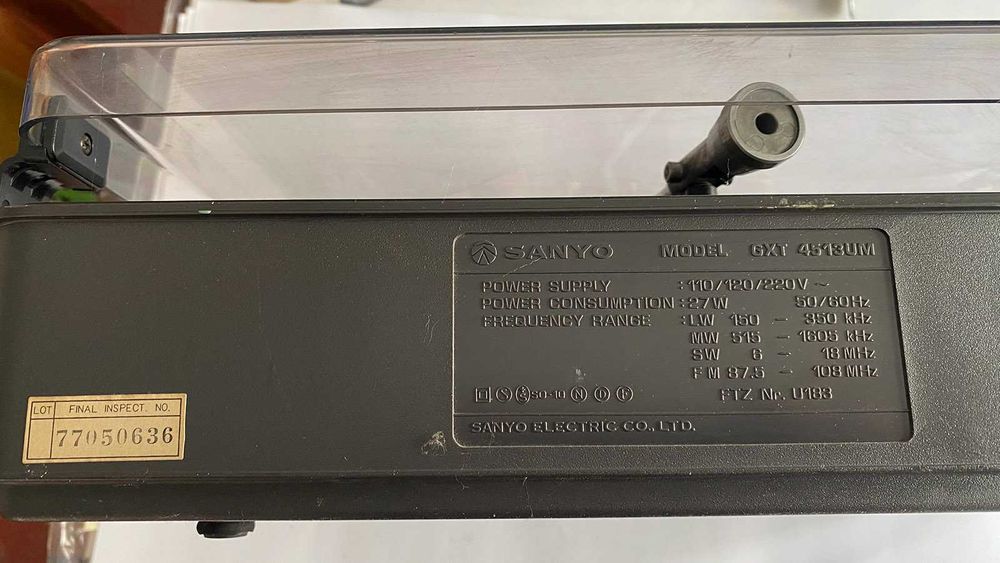 SANYO MODEL GXT 4513UM
POWER SUPPLY : 110/120/220V ~
POWER CONSUMPTION : 27W 50/60Hz
FREQUENCY RANGE : LW 150 - 350 kHz
MW 515 - 1605 kHz
SW 6 - 18 MHz
FM 87.5 - 108 MHz
S SO-10 N D F FTZ Nr. U183
SANYO ELECTRIC CO., LTD.
LOT FINAL INSPECT. NO.
77050636